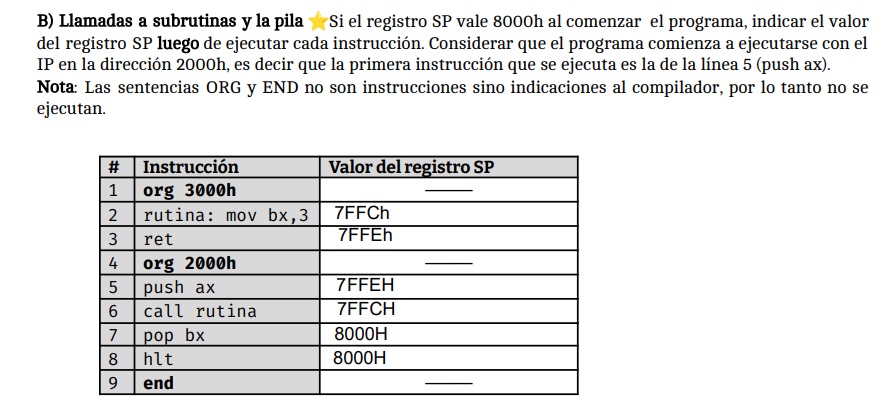 B) Llamadas a subrutinas y la pila ⭐Si el registro SP vale 8000h al comenzar el programa, indicar el valor
del registro SP luego de ejecutar cada instrucción. Considerar que el programa comienza a ejecutarse con el
IP en la dirección 2000h, es decir que la primera instrucción que se ejecuta es la de la línea 5 (push ax).
Nota: Las sentencias ORG y END no son instrucciones sino indicaciones al compilador, por lo tanto no se
ejecutan.
# Instrucción Valor del registro SP
1 org 3000h ———
2 rutina: mov bx,3 7FFCh
3 ret 7FFEh
4 org 2000h ———
5 push ax 7FFEH
6 call rutina 7FFCH
7 pop bx 8000H
8 hlt 8000H
9 end ———